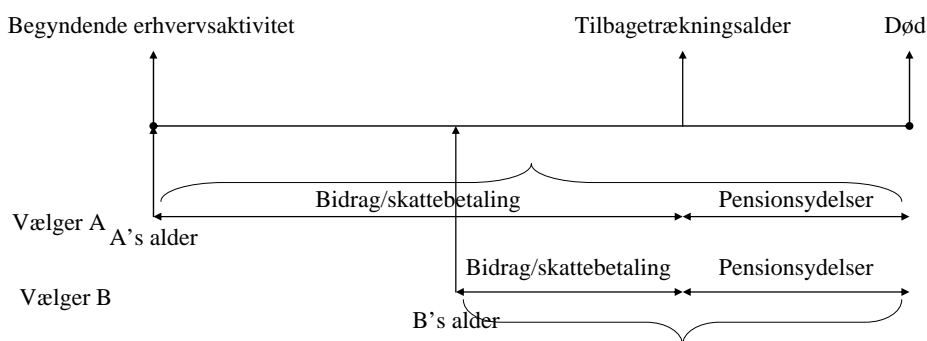 Begyndende erhvervsaktivitet Tilbagetrækningsalder Død
Bidrag/skattebetaling Pensionsydelser
Vælger A
A's alder
Bidrag/skattebetaling Pensionsydelser
Vælger B
B's alder